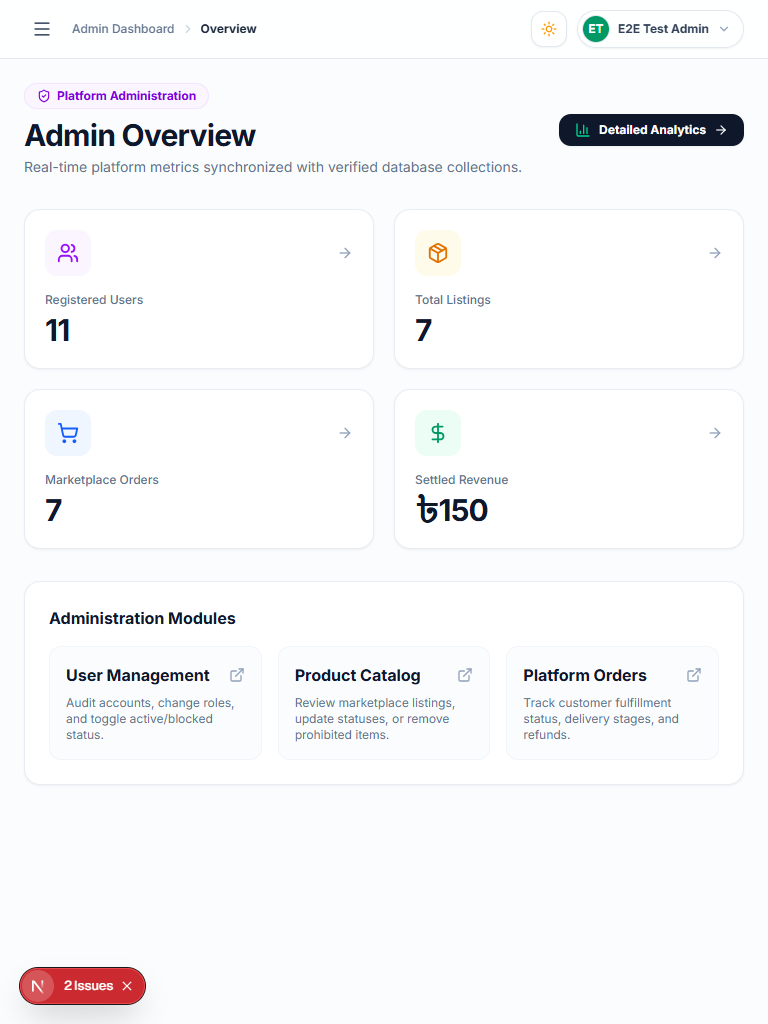 Admin Dashboard > Overview
ET E2E Test Admin
Platform Administration
Admin Overview
Detailed Analytics →
Real-time platform metrics synchronized with verified database collections.
Registered Users
11
Total Listings
7
Marketplace Orders
7
Settled Revenue
৳150
Administration Modules
User Management
Audit accounts, change roles,
and toggle active/blocked
status.
Product Catalog
Review marketplace listings,
update statuses, or remove
prohibited items.
Platform Orders
Track customer fulfillment
status, delivery stages, and
refunds.
N 2 Issues ×